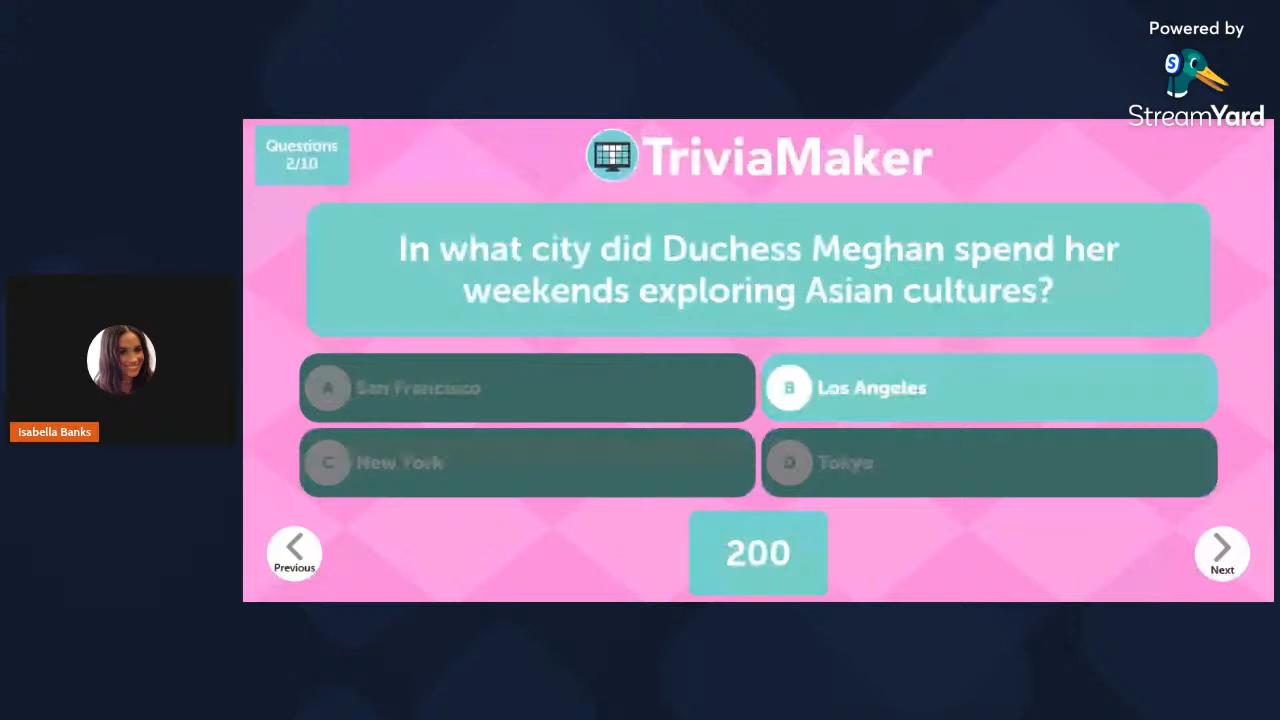 Powered by
S
StreamYard
Questions
2/10
TriviaMaker
In what city did Duchess Meghan spend her
weekends exploring Asian cultures?
A San Francisco
B Los Angeles
C New York
D Tokyo
Isabella Banks
Previous
200
Next